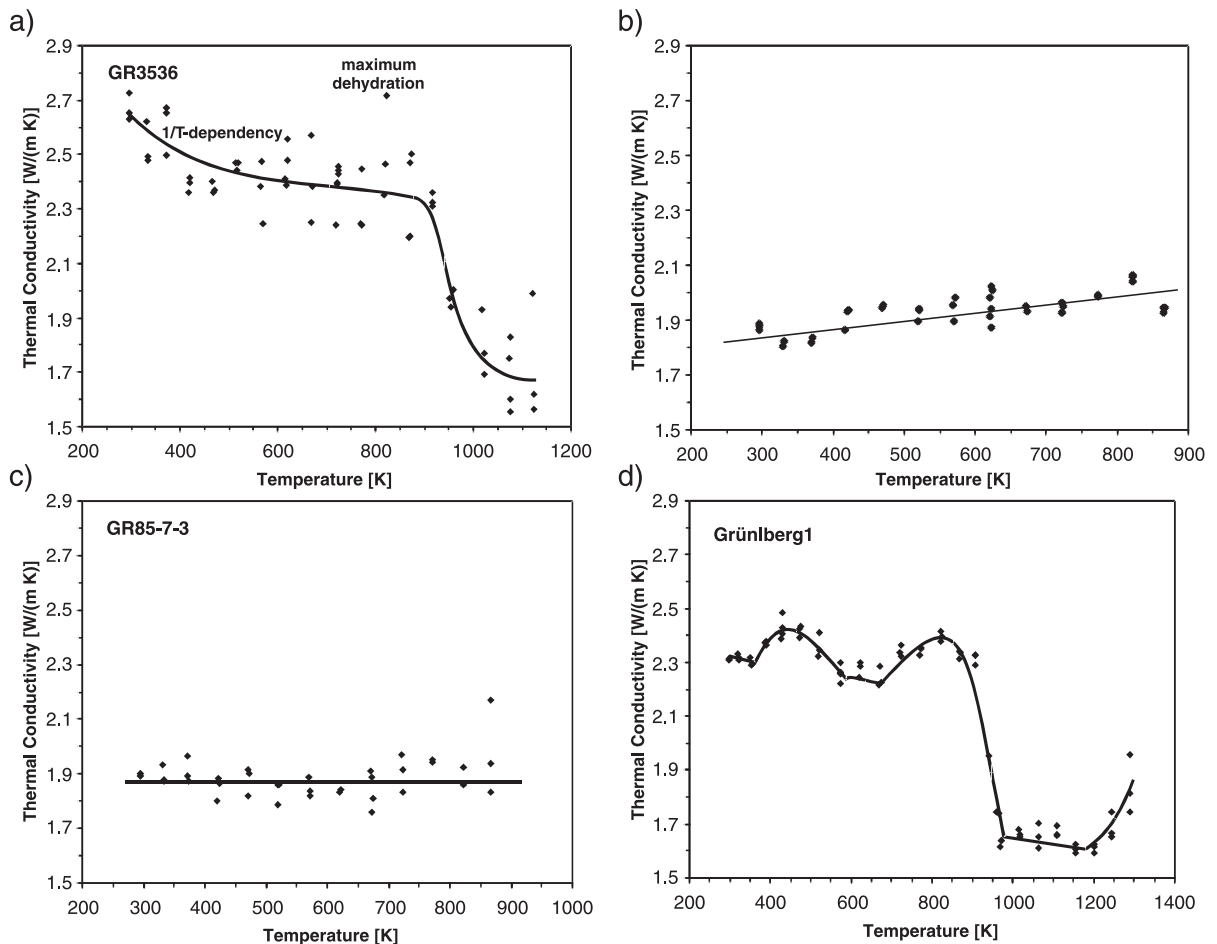 a)
2.9
2.7
2.5
2.3
2.1
1.9
1.7
1.5
Thermal Conductivity [W/(m K)]
GR3536
maximum
dehydration
1/T-dependency
200 400 600 800 1000 1200
Temperature [K]
b)
2.9
2.7
2.5
2.3
2.1
1.9
1.7
1.5
Thermal Conductivity [W/(m K)]
200 300 400 500 600 700 800 900
Temperature [K]
c)
2.9
2.7
2.5
2.3
2.1
1.9
1.7
1.5
Thermal Conductivity [W/(m K)]
GR85-7-3
200 300 400 500 600 700 800 900 1000
Temperature [K]
d)
2.9
2.7
2.5
2.3
2.1
1.9
1.7
1.5
Thermal Conductivity [W/(m K)]
Grünlberg1
200 400 600 800 1000 1200 1400
Temperature [K]